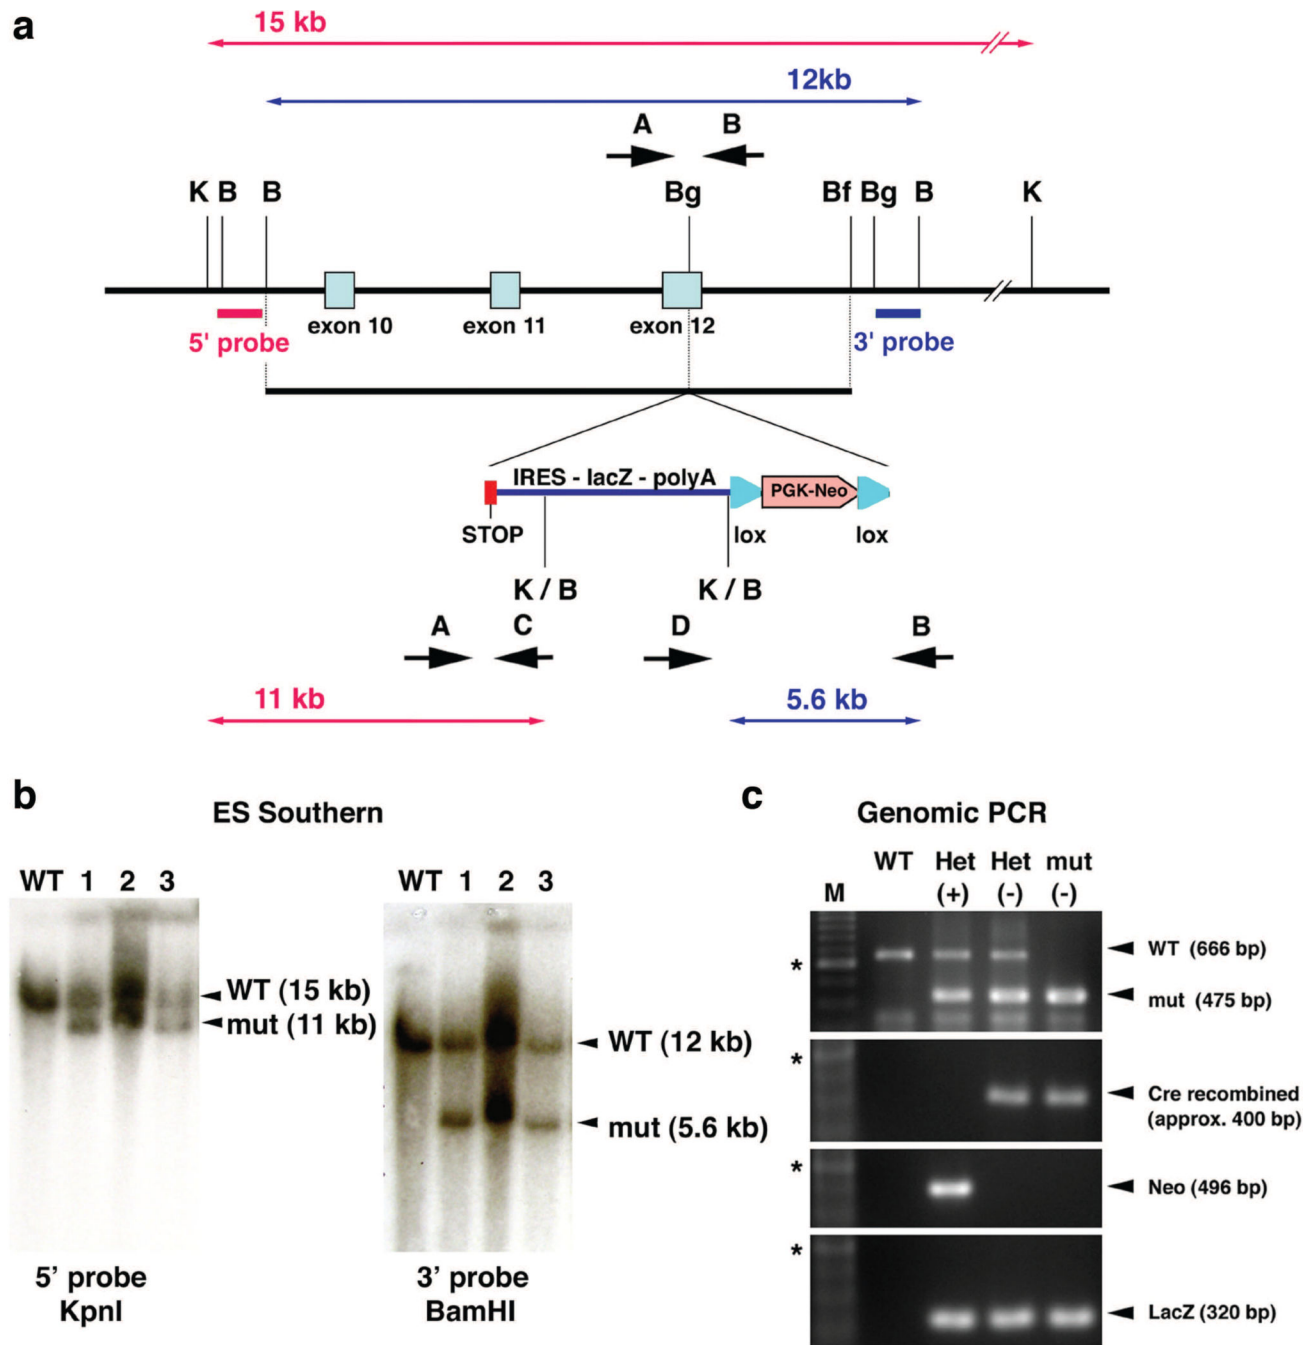 a
15 kb
12kb
A B
K B B Bg Bf Bg B K
exon 10 exon 11 exon 12
5' probe 3' probe
IRES - lacZ - polyA
PGK-Neo
STOP lox lox
K / B K / B
A C D B
11 kb 5.6 kb
b
ES Southern
WT 1 2 3
WT (15 kb)
mut (11 kb)
5’ probe
KpnI
WT 1 2 3
WT (12 kb)
mut (5.6 kb)
3’ probe
BamHI
c
Genomic PCR
WT Het Het mut
M (+) (-) (-)
WT (666 bp)
*
mut (475 bp)
*
Cre recombined
(approx. 400 bp)
*
Neo (496 bp)
*
LacZ (320 bp)